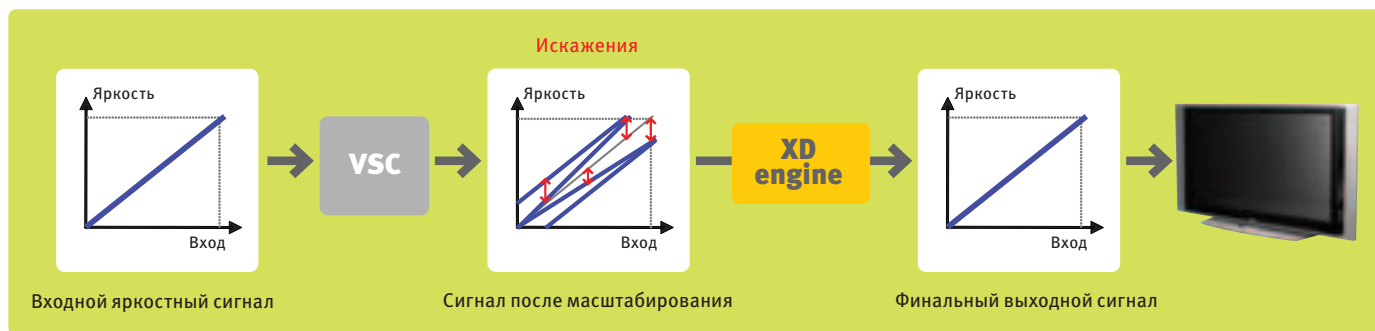 Искажения
Яркость
Вход
VSC
Яркость
Вход
XD
engine
Яркость
Вход
Входной яркостный сигнал
Сигнал после масштабирования
Финальный выходной сигнал